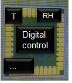 T RH
Digital
control
...